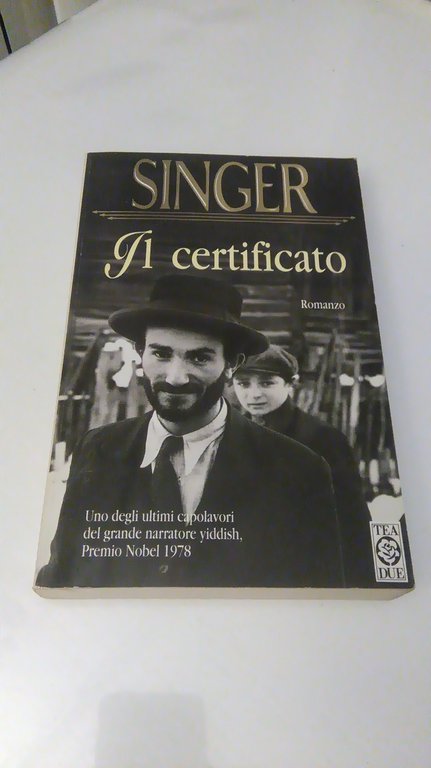 SINGER
Il certificato
Romanzo
Uno degli ultimi capolavori
del grande narratore yiddish,
Premio Nobel 1978
TEA
DUE